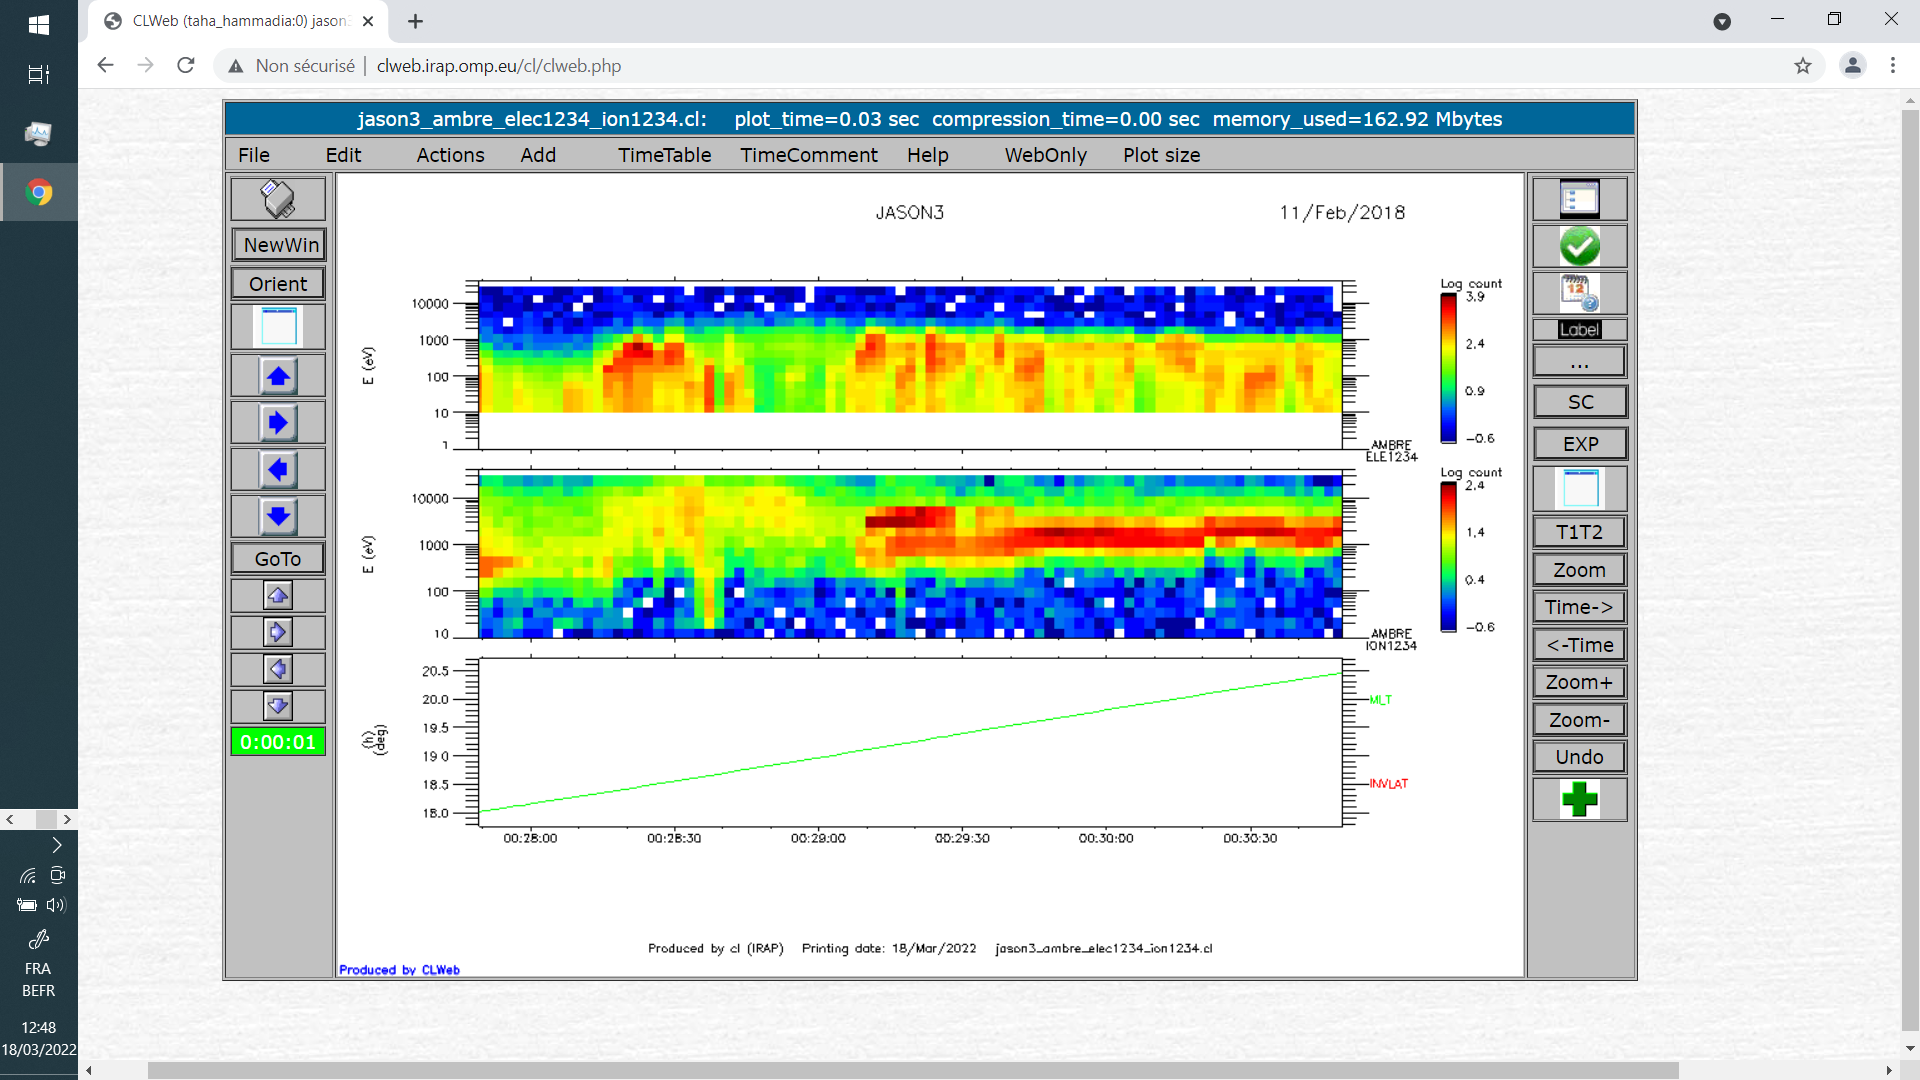 CLWeb (taha_hammadia:0) jason
Non sécurisé | clweb.irap.omp.eu/cl/clweb.php
jason3_ambre_elec1234_ion1234.cl: plot_time=0.03 sec compression_time=0.00 sec memory_used=162.92 Mbytes
File Edit Actions Add TimeTable TimeComment Help WebOnly Plot size
NewWin
Orient
GoTo
0:00:01
JASON3 11/Feb/2018
Log count
3.9
2.4
0.9
-0.6
E (eV)
10000
1000
100
10
1
AMBRE
ELE1234
Log count
2.4
1.4
0.4
-0.6
E (eV)
10000
1000
100
10
AMBRE
ION1234
(h)
(deg)
20.5
20.0
19.5
19.0
18.5
18.0
MLT
INVLAT
00:28:00 00:28:30 00:29:00 00:29:30 00:30:00 00:30:30
Produced by cl (IRAP) Printing date: 18/Mar/2022 jason3_ambre_elec1234_ion1234.cl
Produced by CLWeb
12
Label
...
SC
EXP
T1T2
Zoom
Time->
<-Time
Zoom+
Zoom-
Undo
FRA
BEFR
12:48
18/03/2022